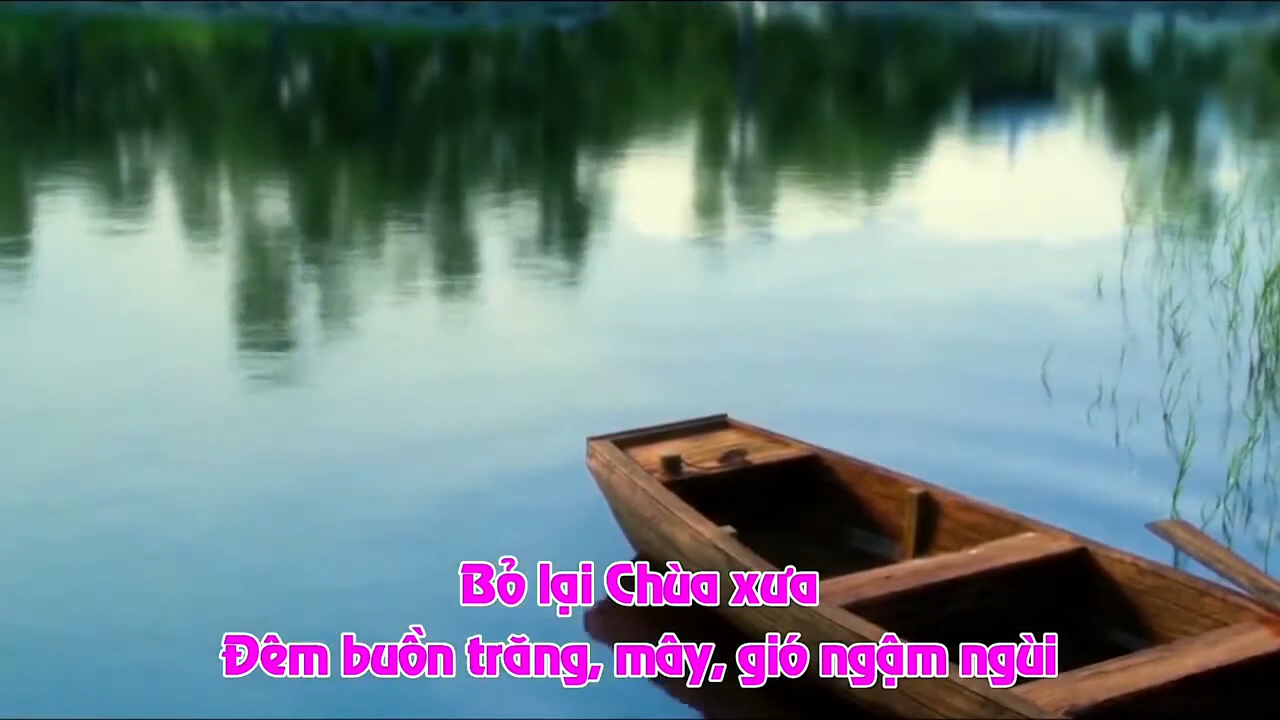 Bỏ lại Chùa xưa
Đêm buồn trăng, mây, gió ngậm ngùi